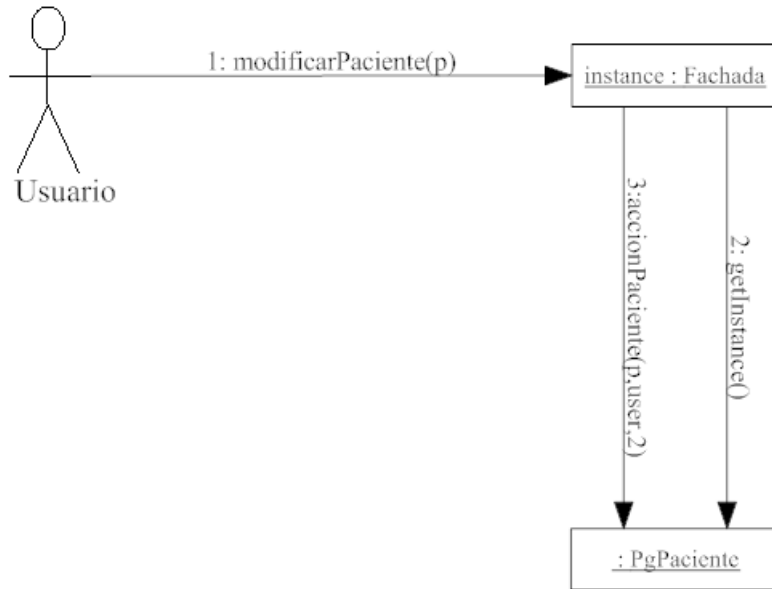 1: modificarPaciente(p)
instance : Fachada
Usuario
3:accionPaciente(p,user,2)
2: getInstance()
: PgPaciente